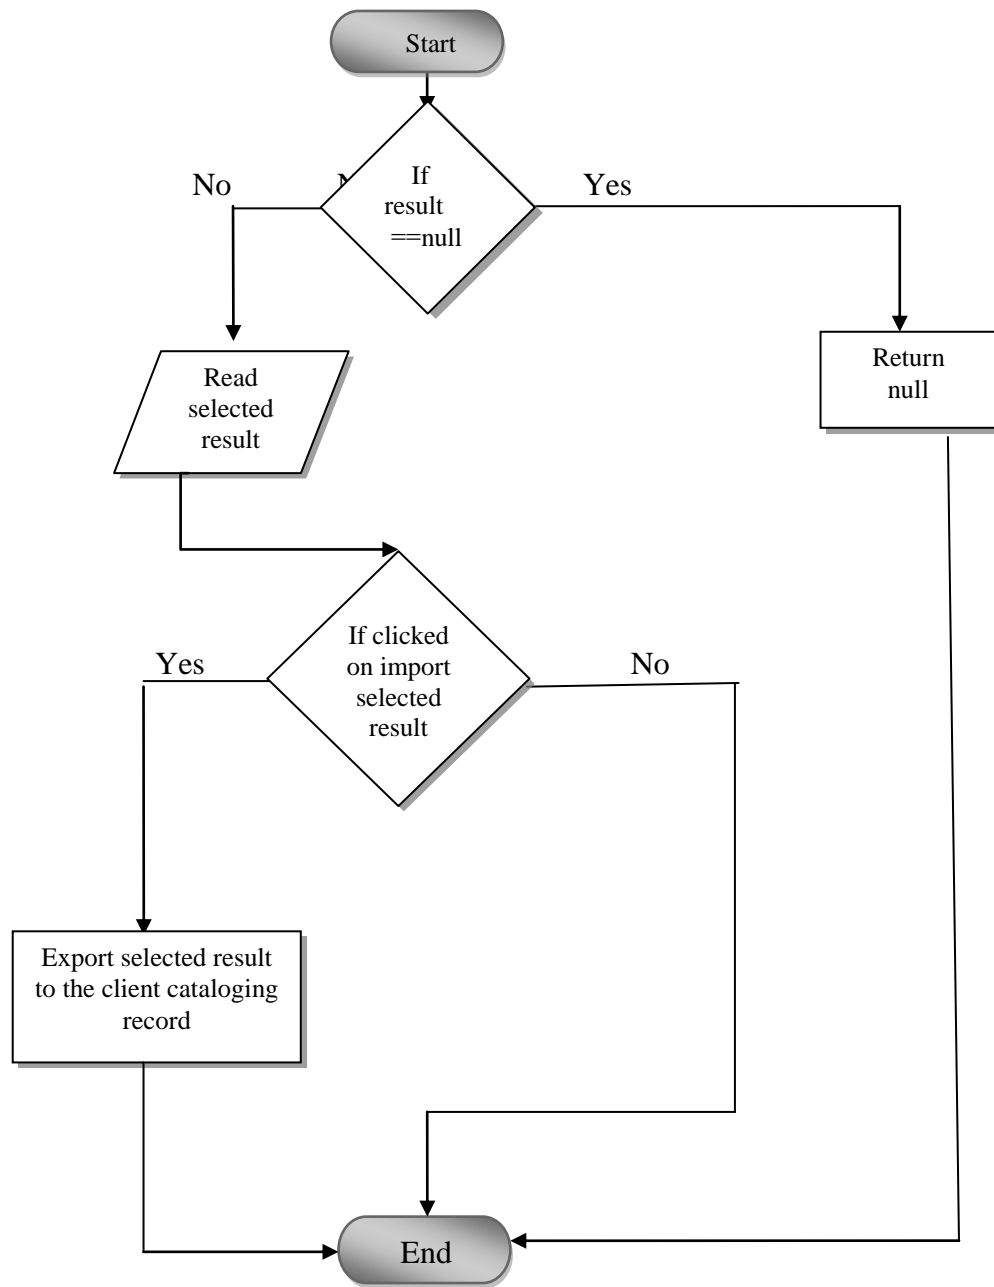 Start
No
Yes
If
result
==null
Return
null
Read
selected
result
If clicked
on import
selected
result
Yes
No
Export selected result
to the client cataloging
record
End